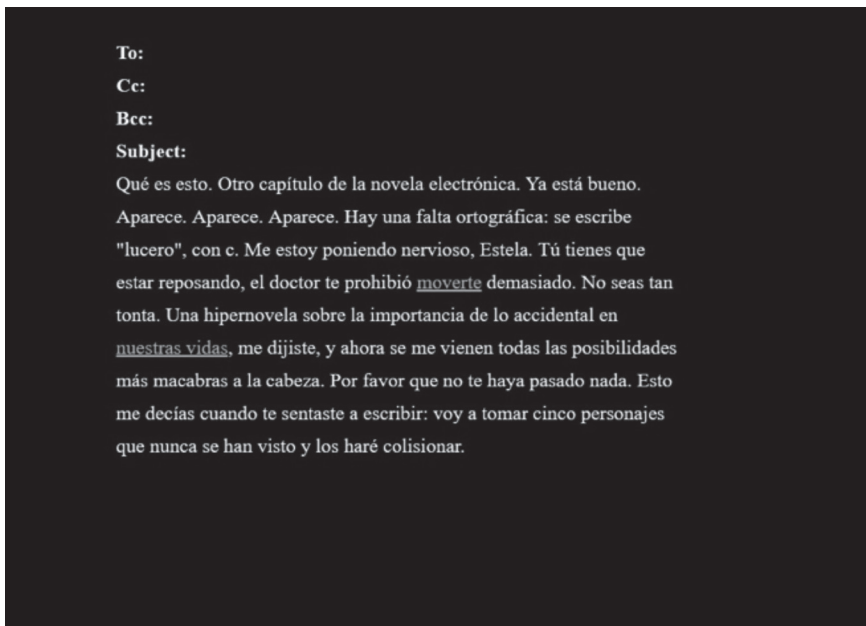 To:
Cc:
Bcc:
Subject:
Qué es esto. Otro capítulo de la novela electrónica. Ya está bueno.
Aparece. Aparece. Aparece. Hay una falta ortográfica: se escribe
"lucero", con c. Me estoy poniendo nervioso, Estela. Tú tienes que
estar reposando, el doctor te prohibió moverte demasiado. No seas tan
tonta. Una hipernovela sobre la importancia de lo accidental en
nuestras vidas, me dijiste, y ahora se me vienen todas las posibilidades
más macabras a la cabeza. Por favor que no te haya pasado nada. Esto
me decías cuando te sentaste a escribir: voy a tomar cinco personajes
que nunca se han visto y los haré colisionar.